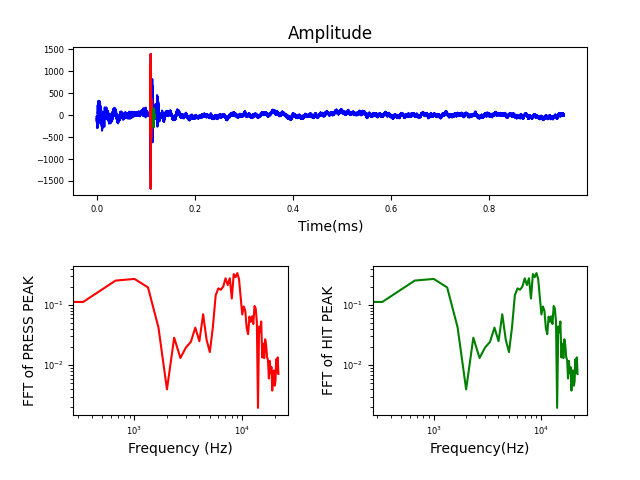 Amplitude
1500
1000
500
0
−500
−1000
−1500
0.0 0.2 0.4 0.6 0.8
Time(ms)
FFT of PRESS PEAK
10⁻¹
10⁻²
10³ 10⁴
Frequency (Hz)
FFT of HIT PEAK
10⁻¹
10⁻²
10³ 10⁴
Frequency(Hz)